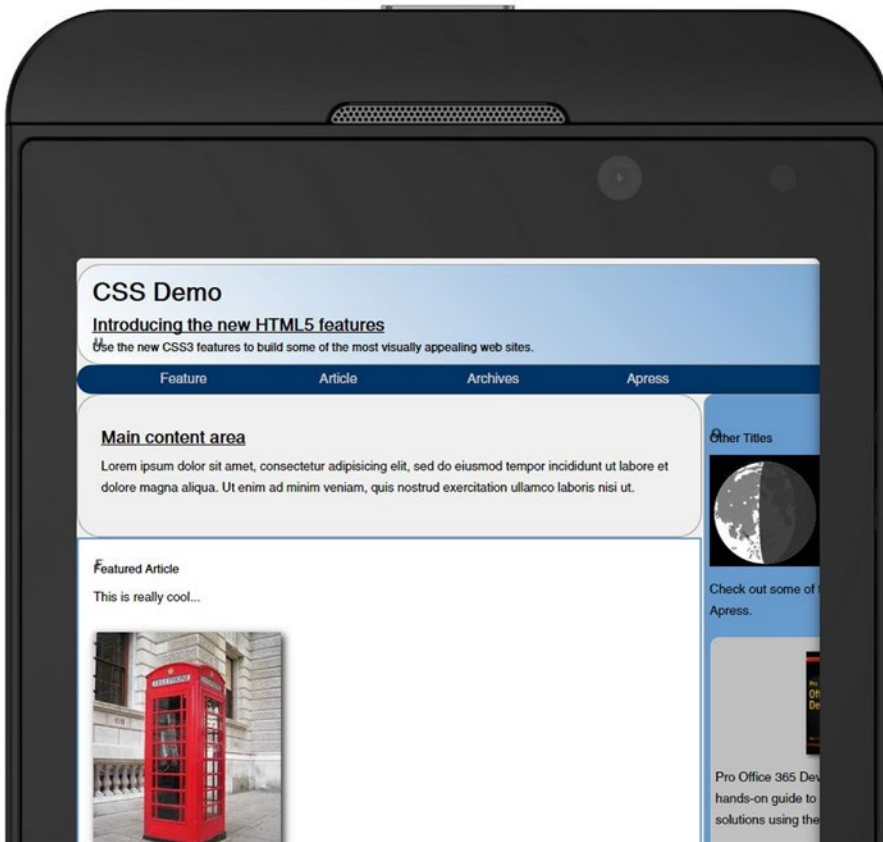 CSS Demo
Introducing the new HTML5 features
Use the new CSS3 features to build some of the most visually appealing web sites.
Feature Article Archives Apress
Main content area
Lorem ipsum dolor sit amet, consectetur adipisicing elit, sed do eiusmod tempor incididunt ut labore et
dolore magna aliqua. Ut enim ad minim veniam, quis nostrud exercitation ullamco laboris nisi ut.
Featured Article
This is really cool...
TELEPHONE
Other Titles
Check out some of
Apress.
Pro
Off
De
Pro Office 365 Dev
hands-on guide to
solutions using the